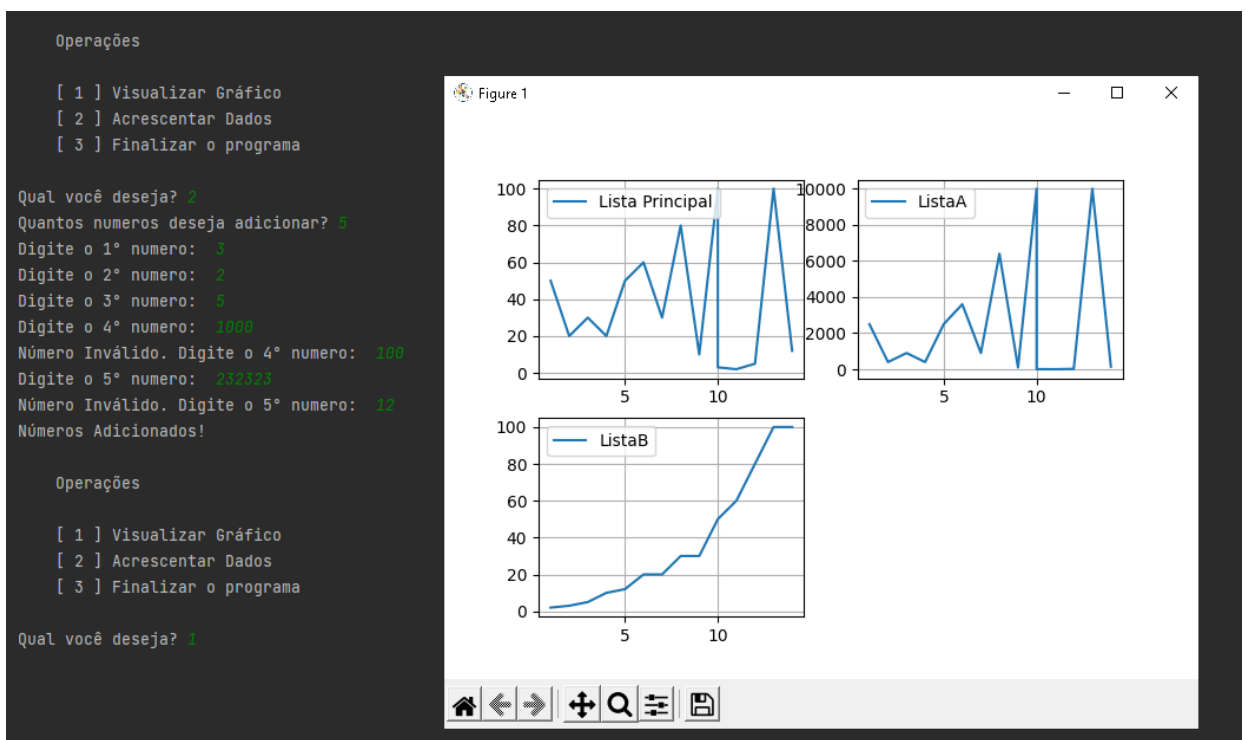 Operações
[ 1 ] Visualizar Gráfico
[ 2 ] Acrescentar Dados
[ 3 ] Finalizar o programa
Qual você deseja? 2
Quantos numeros deseja adicionar? 5
Digite o 1° numero: 3
Digite o 2° numero: 2
Digite o 3° numero: 5
Digite o 4° numero: 1000
Número Inválido. Digite o 4° numero: 100
Digite o 5° numero: 232323
Número Inválido. Digite o 5° numero: 12
Números Adicionados!
Operações
[ 1 ] Visualizar Gráfico
[ 2 ] Acrescentar Dados
[ 3 ] Finalizar o programa
Qual você deseja? 1
Figure 1
Lista Principal
100
80
60
40
20
0
5 10
ListaA
10000
8000
6000
4000
2000
0
5 10
ListaB
100
80
60
40
20
0
5 10